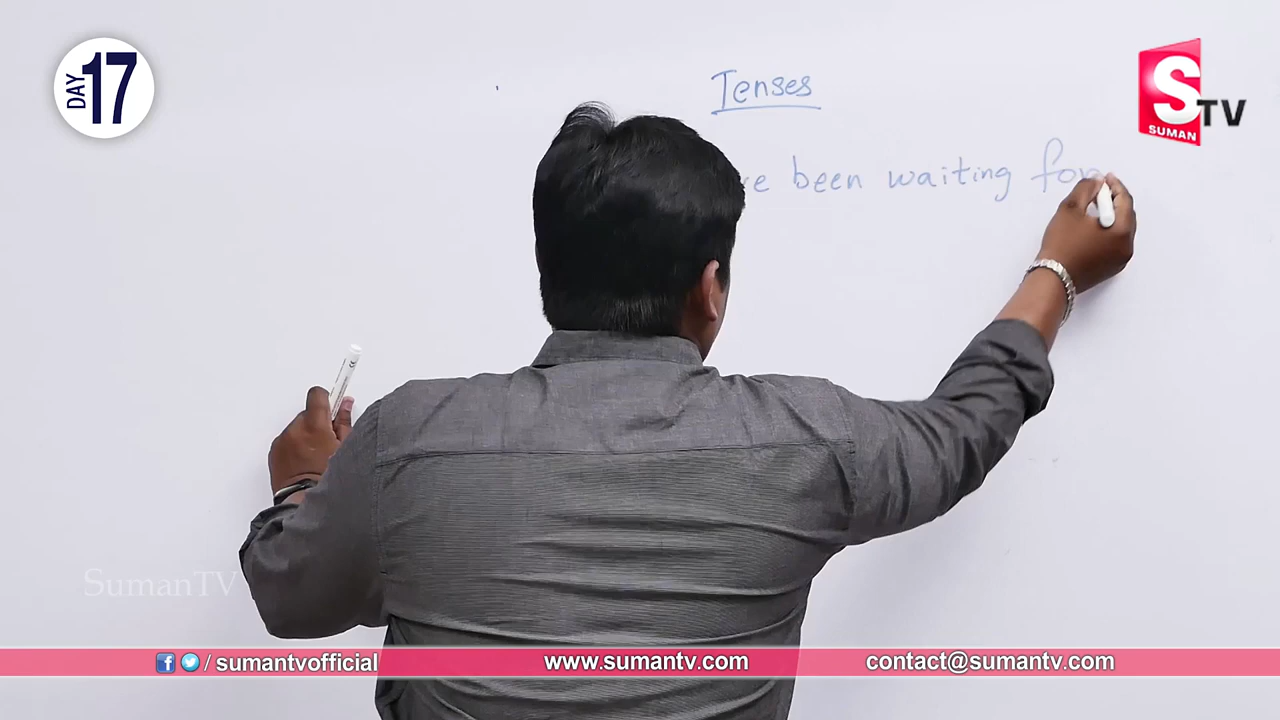 DAY 17
Tenses
S TV
SUMAN
been waiting for
SumanTV
/ sumantvofficial
www.sumantv.com
contact@sumantv.com